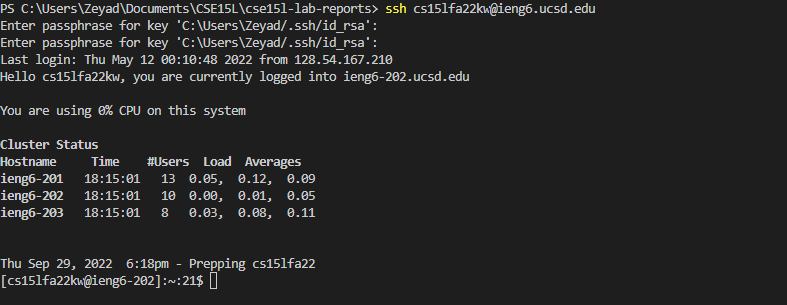 PS C:\Users\Zeyad\Documents\CSE15L\cse15l-lab-reports> ssh cs15lfa22kw@ieng6.ucsd.edu
Enter passphrase for key 'C:\Users\Zeyad/.ssh/id_rsa':
Enter passphrase for key 'C:\Users\Zeyad/.ssh/id_rsa':
Last login: Thu May 12 00:10:48 2022 from 128.54.167.210
Hello cs15lfa22kw, you are currently logged into ieng6-202.ucsd.edu
You are using 0% CPU on this system
Cluster Status
Hostname     Time    #Users  Load  Averages
ieng6-201   18:15:01   13  0.05,  0.12,  0.09
ieng6-202   18:15:01   10  0.00,  0.01,  0.05
ieng6-203   18:15:01   8   0.03,  0.08,  0.11
Thu Sep 29, 2022  6:18pm - Prepping cs15lfa22
[cs15lfa22kw@ieng6-202]:~:21$